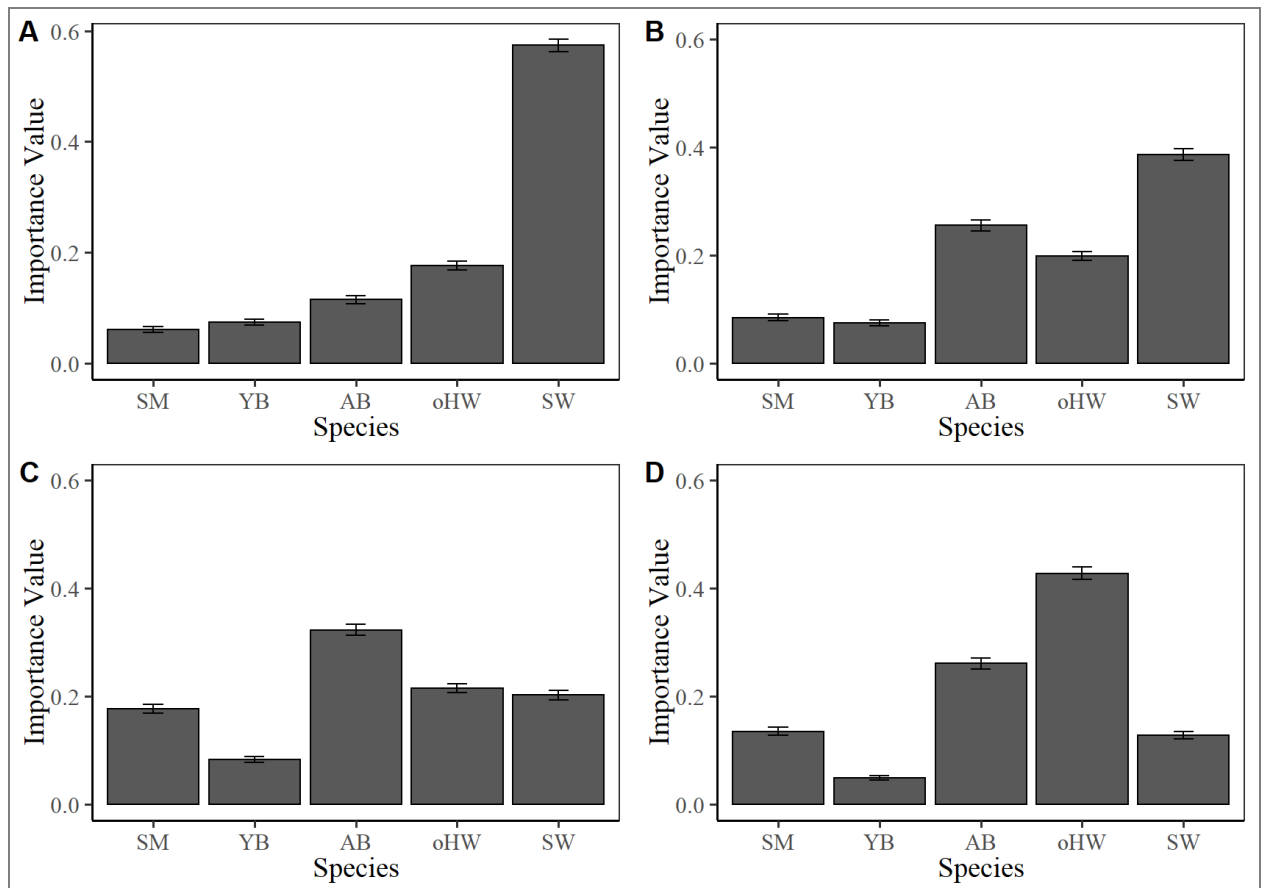 A
Importance Value
0.6
0.4
0.2
0.0
SM YB AB oHW SW
Species
B
Importance Value
0.6
0.4
0.2
0.0
SM YB AB oHW SW
Species
C
Importance Value
0.6
0.4
0.2
0.0
SM YB AB oHW SW
Species
D
Importance Value
0.6
0.4
0.2
0.0
SM YB AB oHW SW
Species